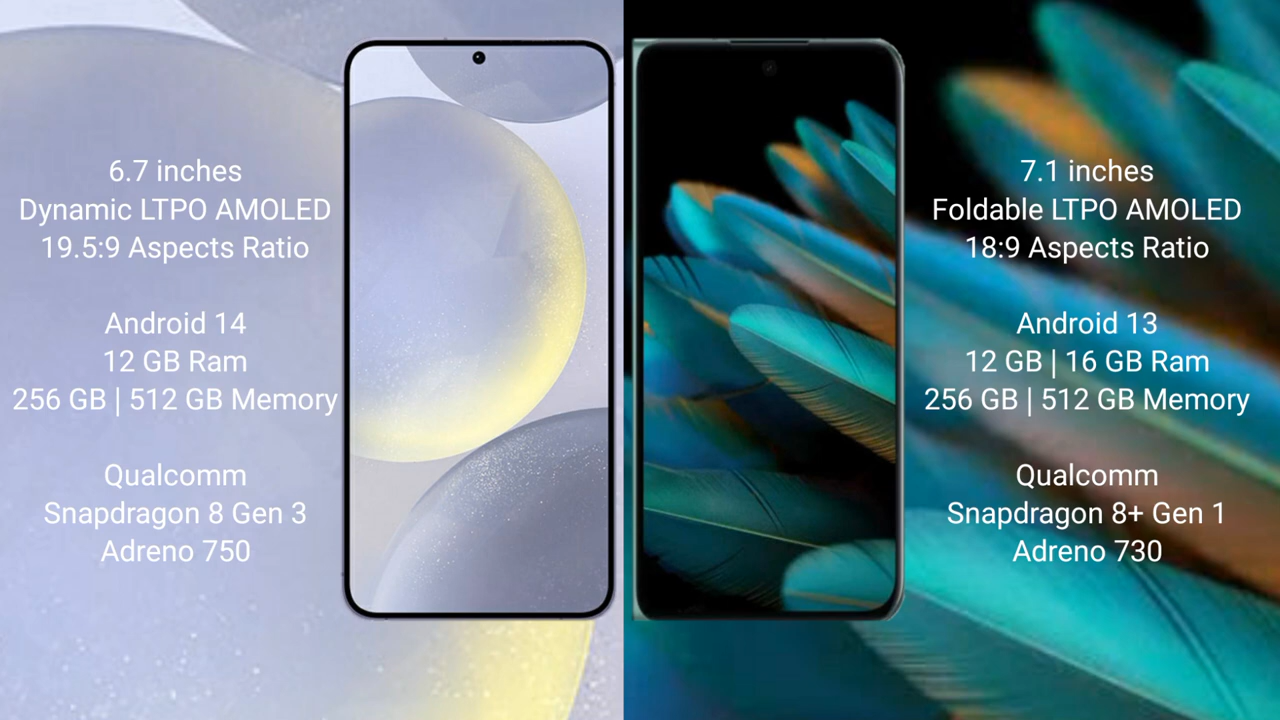 6.7 inches
Dynamic LTPO AMOLED
19.5:9 Aspects Ratio
Android 14
12 GB Ram
256 GB | 512 GB Memory
Qualcomm
Snapdragon 8 Gen 3
Adreno 750
7.1 inches
Foldable LTPO AMOLED
18:9 Aspects Ratio
Android 13
12 GB | 16 GB Ram
256 GB | 512 GB Memory
Qualcomm
Snapdragon 8+ Gen 1
Adreno 730